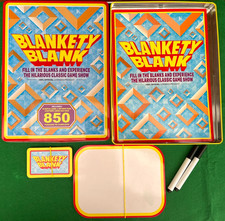 BLANKETY
BLANK
FILL IN THE BLANKS AND EXPERIENCE
THE HILARIOUS CLASSIC GAME SHOW
850
BLANKETY
BLANK
FILL IN THE BLANKS AND EXPERIENCE
THE HILARIOUS CLASSIC GAME SHOW
BLANKETY
BLANK